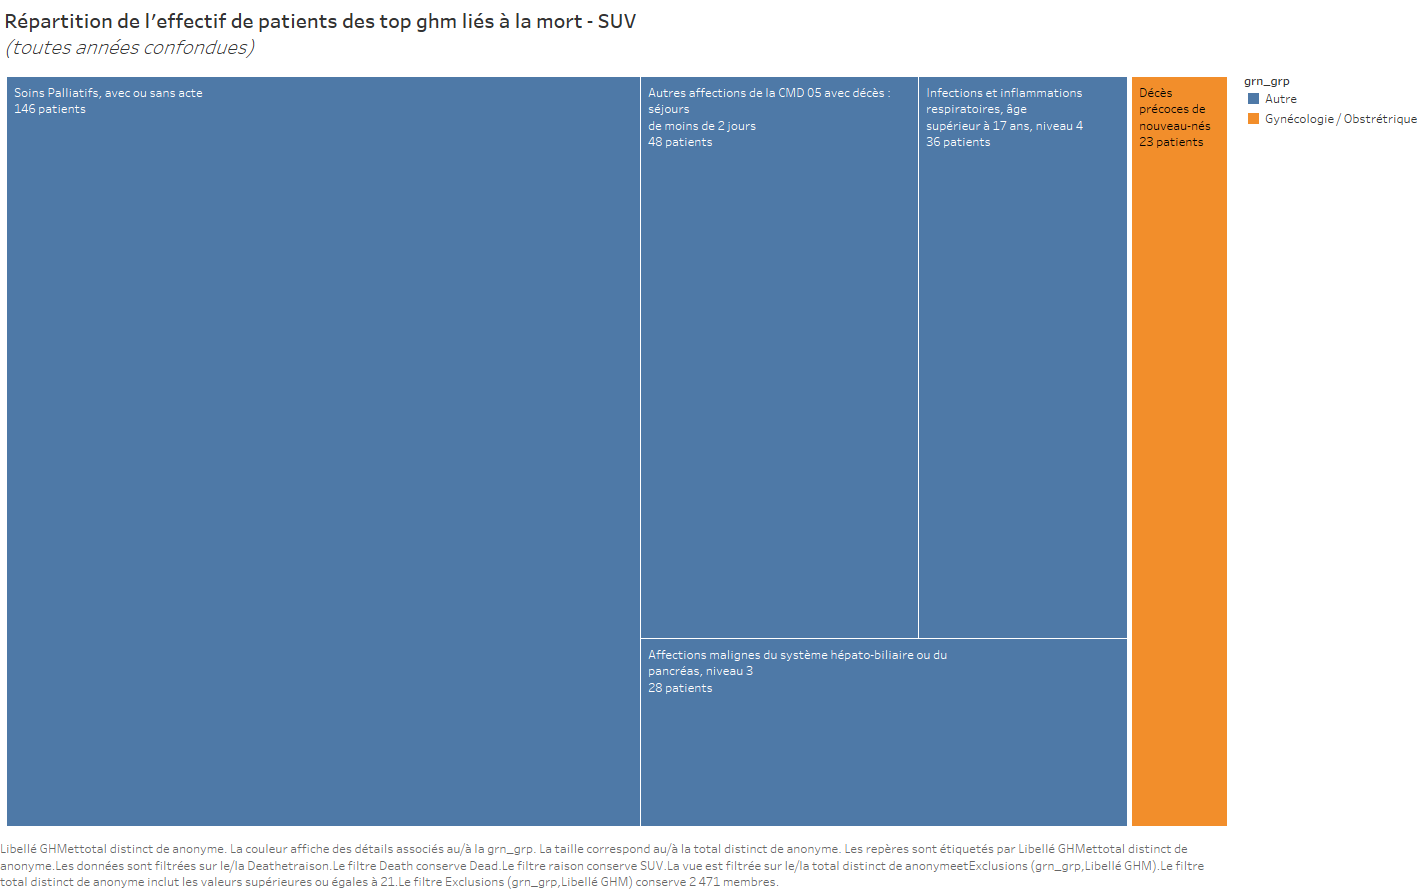 Répartition de l’effectif de patients des top ghm liés à la mort - SUV
(toutes années confondues)
Soins Palliatifs, avec ou sans acte
146 patients
Autres affections de la CMD 05 avec décès :
séjours
de moins de 2 jours
48 patients
Infections et inflammations
respiratoires, âge
supérieur à 17 ans, niveau 4
36 patients
Affections malignes du système hépato-biliaire ou du
pancréas, niveau 3
28 patients
Décès
précoces de
nouveau-nés
23 patients
grn_grp
Autre
Gynécologie / Obstrétrique
Libellé GHMettotal distinct de anonyme. La couleur affiche des détails associés au/à la grn_grp. La taille correspond au/à la total distinct de anonyme. Les repères sont étiquetés par Libellé GHMettotal distinct de
anonyme.Les données sont filtrées sur le/la Deathetraison.Le filtre Death conserve Dead.Le filtre raison conserve SUV.La vue est filtrée sur le/la total distinct de anonymeetExclusions (grn_grp,Libellé GHM).Le filtre
total distinct de anonyme inclut les valeurs supérieures ou égales à 21.Le filtre Exclusions (grn_grp,Libellé GHM) conserve 2 471 membres.